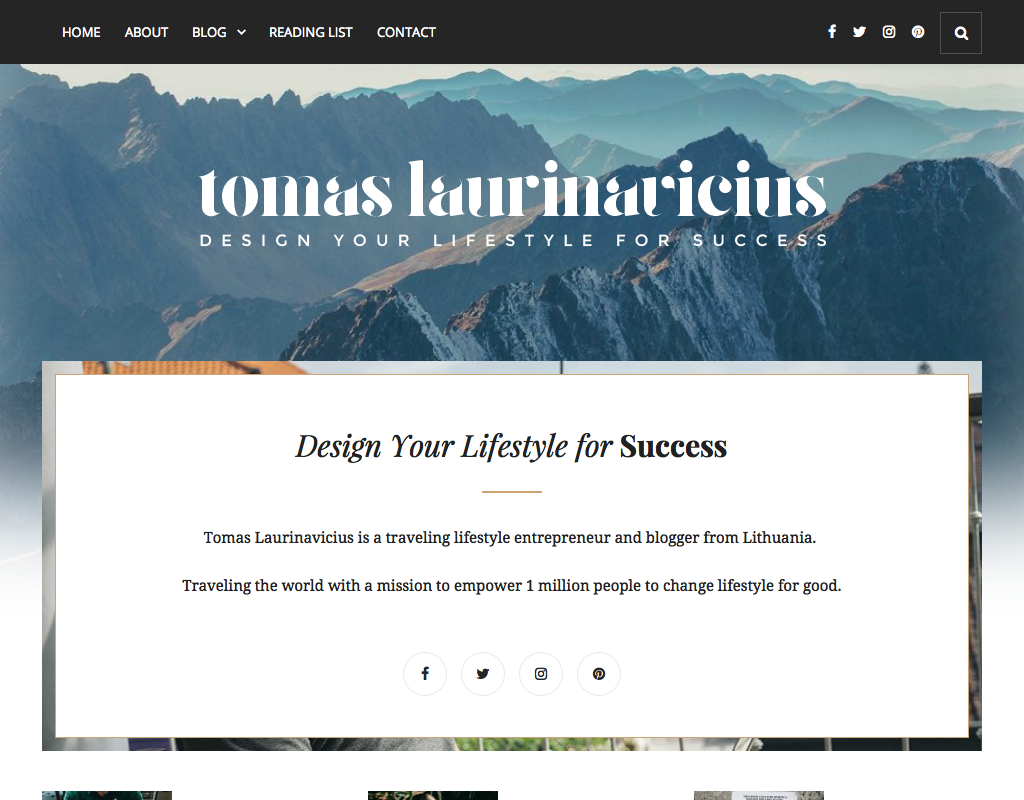 HOME ABOUT BLOG READING LIST CONTACT
tomas laurinavicius
DESIGN YOUR LIFESTYLE FOR SUCCESS
Design Your Lifestyle for Success
Tomas Laurinavicius is a traveling lifestyle entrepreneur and blogger from Lithuania.
Traveling the world with a mission to empower 1 million people to change lifestyle for good.